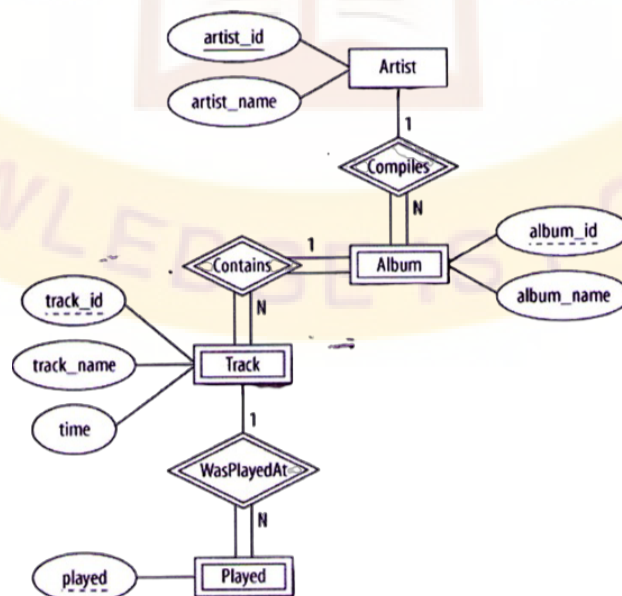 artist_id
Artist
artist_name
1
Compiles
N
album_id
1
Contains
Album
album_name
track_id
N
track_name
Track
time
1
WasPlayedAt
N
played
Played